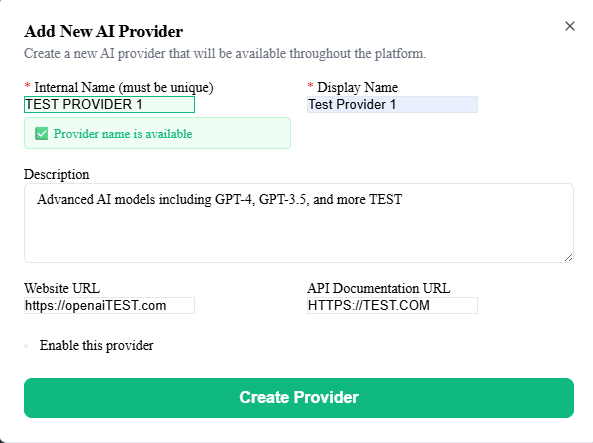 Add New AI Provider
Create a new AI provider that will be available throughout the platform.
* Internal Name (must be unique)
* Display Name
TEST PROVIDER 1
Test Provider 1
Provider name is available
Description
Advanced AI models including GPT-4, GPT-3.5, and more TEST
Website URL
API Documentation URL
https://openaiTEST.com
HTTPS://TEST.COM
Enable this provider
Create Provider